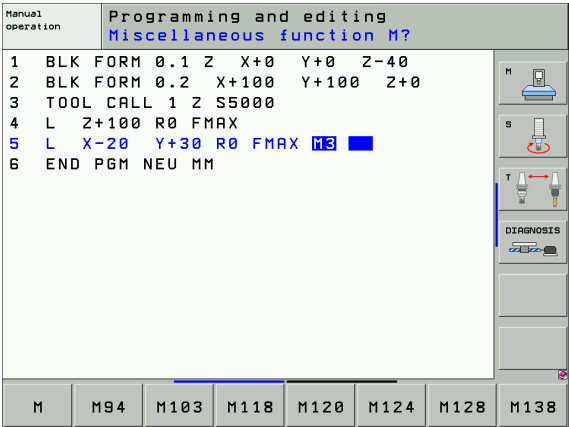 Manual
operation
Programming and editing
Miscellaneous function M?
1 BLK FORM 0.1 Z X+0 Y+0 Z-40
2 BLK FORM 0.2 X+100 Y+100 Z+0
3 TOOL CALL 1 Z S5000
4 L Z+100 R0 FMAX
5 L X-20 Y+30 R0 FMAX M3
6 END PGM NEU MM
M
S
T
DIAGNOSIS
M M94 M103 M118 M120 M124 M128 M138